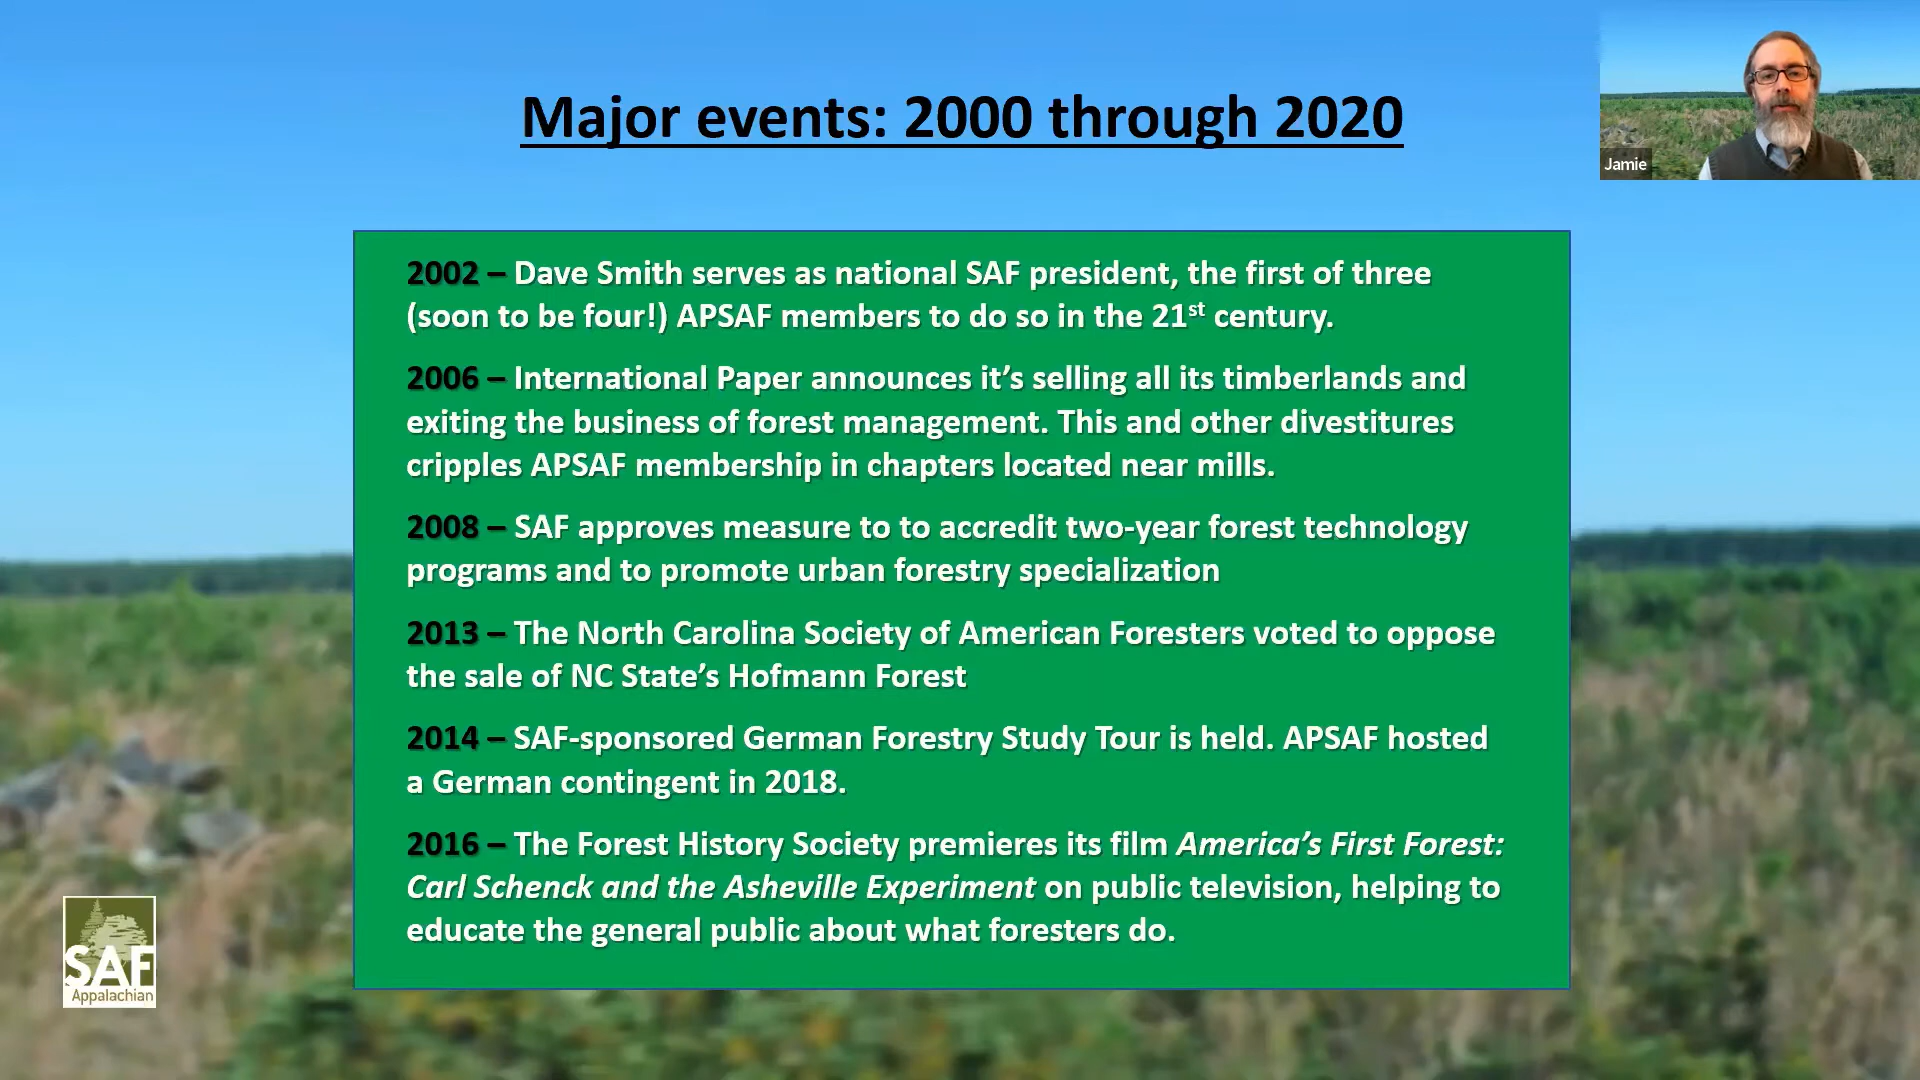 Major events: 2000 through 2020
Jamie
2002 – Dave Smith serves as national SAF president, the first of three
(soon to be four!) APSAF members to do so in the 21st century.
2006 – International Paper announces it’s selling all its timberlands and
exiting the business of forest management. This and other divestitures
cripples APSAF membership in chapters located near mills.
2008 – SAF approves measure to to accredit two-year forest technology
programs and to promote urban forestry specialization
2013 – The North Carolina Society of American Foresters voted to oppose
the sale of NC State’s Hofmann Forest
2014 – SAF-sponsored German Forestry Study Tour is held. APSAF hosted
a German contingent in 2018.
2016 – The Forest History Society premieres its film America’s First Forest:
Carl Schenck and the Asheville Experiment on public television, helping to
educate the general public about what foresters do.
SAF
Appalachian